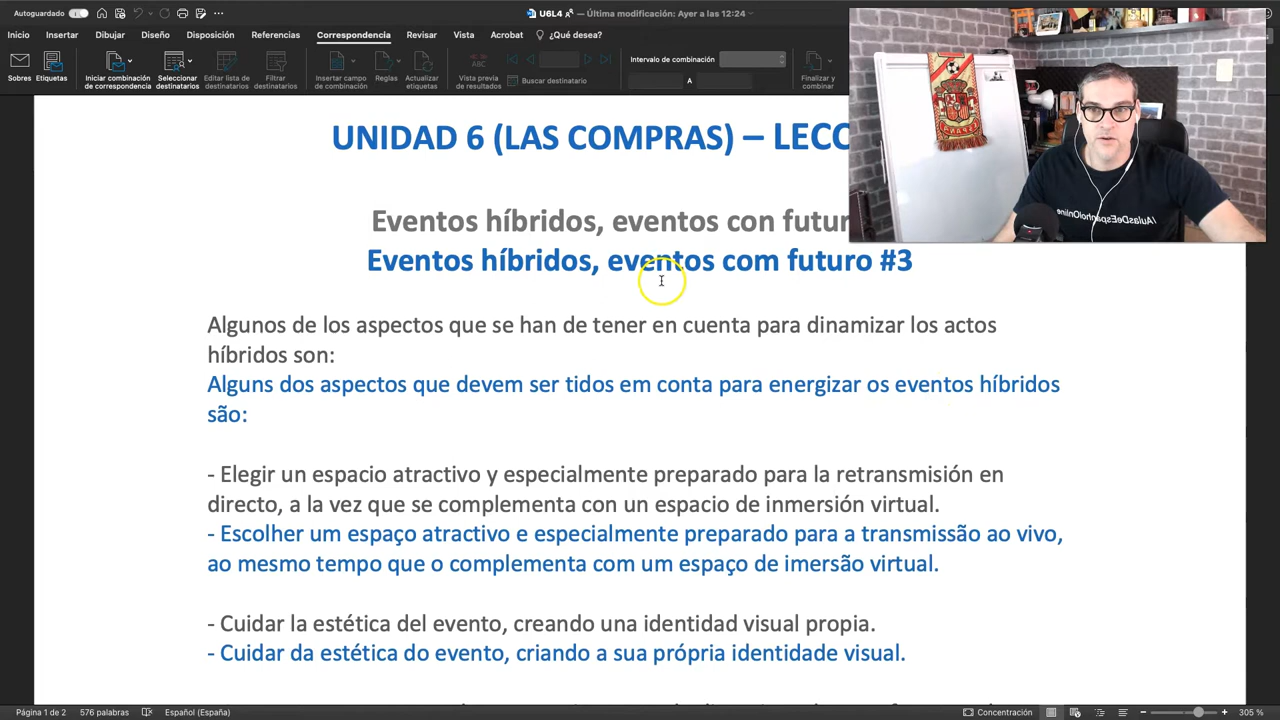 Autoguardado
U6L4
— Última modificación: Ayer a las 12:24
Inicio Insertar Dibujar Diseño Disposición Referencias Correspondencia Revisar Vista Acrobat ¿Qué desea?
Sobres Etiquetas Iniciar combinación de correspondencia Seleccionar destinatarios Editar lista de destinatarios Filtrar destinatarios Insertar campo de combinación Reglas Actualizar etiquetas ABC Vista previa de resultados Buscar destinatario Intervalo de combinación A Finalizar y combinar
UNIDAD 6 (LAS COMPRAS) – LECC
Eventos híbridos, eventos con futur
Eventos híbridos, eventos com futuro #3
Algunos de los aspectos que se han de tener en cuenta para dinamizar los actos
híbridos son:
Alguns dos aspectos que devem ser tidos em conta para energizar os eventos híbridos
são:
- Elegir un espacio atractivo y especialmente preparado para la retransmisión en
directo, a la vez que se complementa con un espacio de inmersión virtual.
- Escolher um espaço atractivo e especialmente preparado para a transmissão ao vivo,
ao mesmo tempo que o complementa com um espaço de imersão virtual.
- Cuidar la estética del evento, creando una identidad visual propia.
- Cuidar da estética do evento, criando a sua própria identidade visual.
/AulasDeEspanholOnline
ESPAÑA
Página 1 de 2 576 palabras Español (España) Concentración 305 %